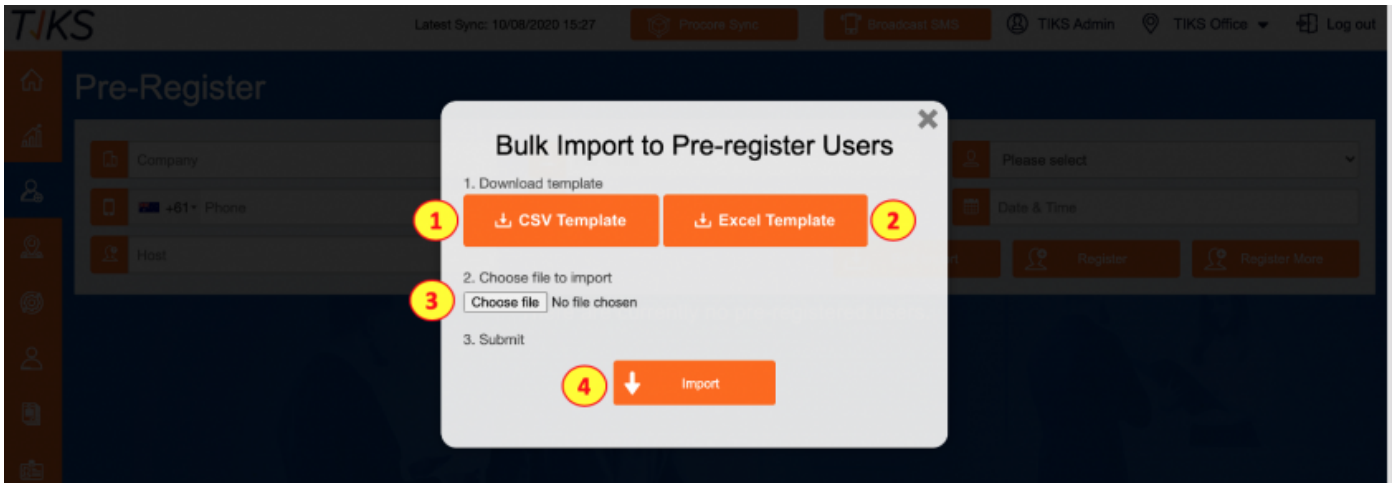 TIKS
Latest Sync: 10/08/2020 15:27
Procore Sync
Broadcast SMS
TIKS Admin
TIKS Office
Log out
Pre-Register
Bulk Import to Pre-register Users
Company
Please select
1. Download template
+61 Phone
1
CSV Template
Excel Template
2
Date & Time
Host
Register
Register More
2. Choose file to import
3
Choose file No file chosen
3. Submit
4
Import